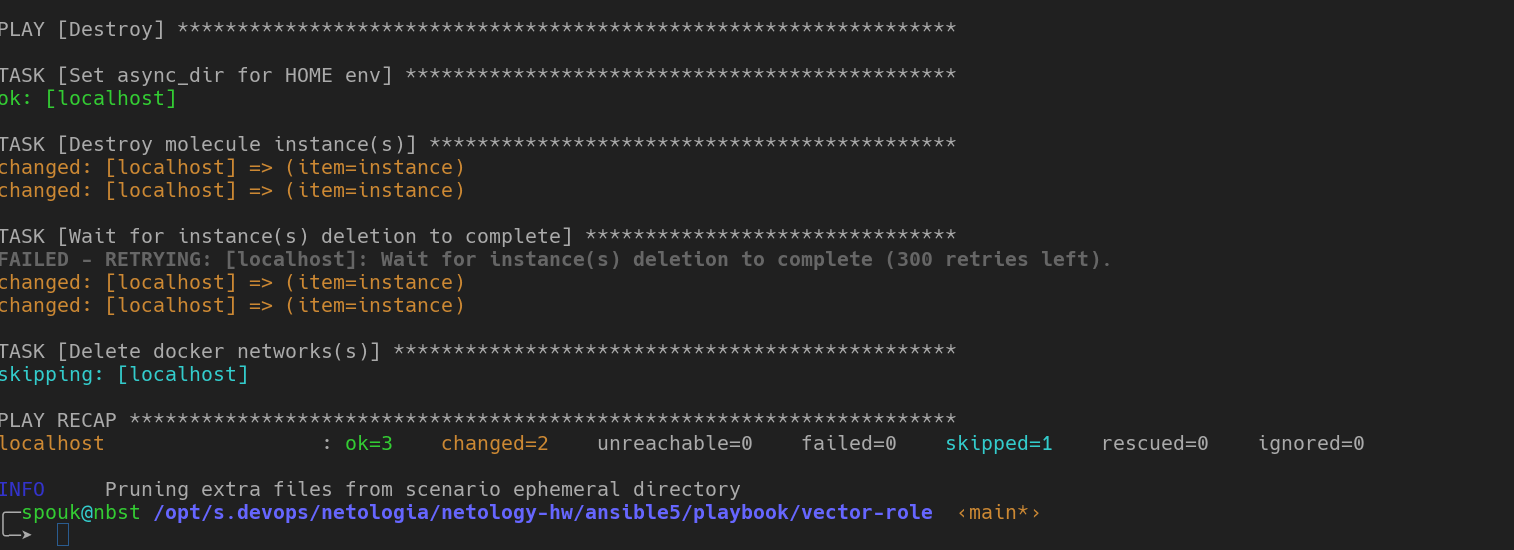 PLAY [Destroy] *****************************************************************
TASK [Set async_dir for HOME env] **********************************************
ok: [localhost]
TASK [Destroy molecule instance(s)] ********************************************
changed: [localhost] => (item=instance)
changed: [localhost] => (item=instance)
TASK [Wait for instance(s) deletion to complete] *******************************
FAILED - RETRYING: [localhost]: Wait for instance(s) deletion to complete (300 retries left).
changed: [localhost] => (item=instance)
changed: [localhost] => (item=instance)
TASK [Delete docker networks(s)] ***********************************************
skipping: [localhost]
PLAY RECAP *********************************************************************
localhost                  : ok=3    changed=2    unreachable=0    failed=0    skipped=1    rescued=0    ignored=0
INFO     Pruning extra files from scenario ephemeral directory
╭─spouk@nbst /opt/s.devops/netologia/netology-hw/ansible5/playbook/vector-role  ‹main*›
╰─➤